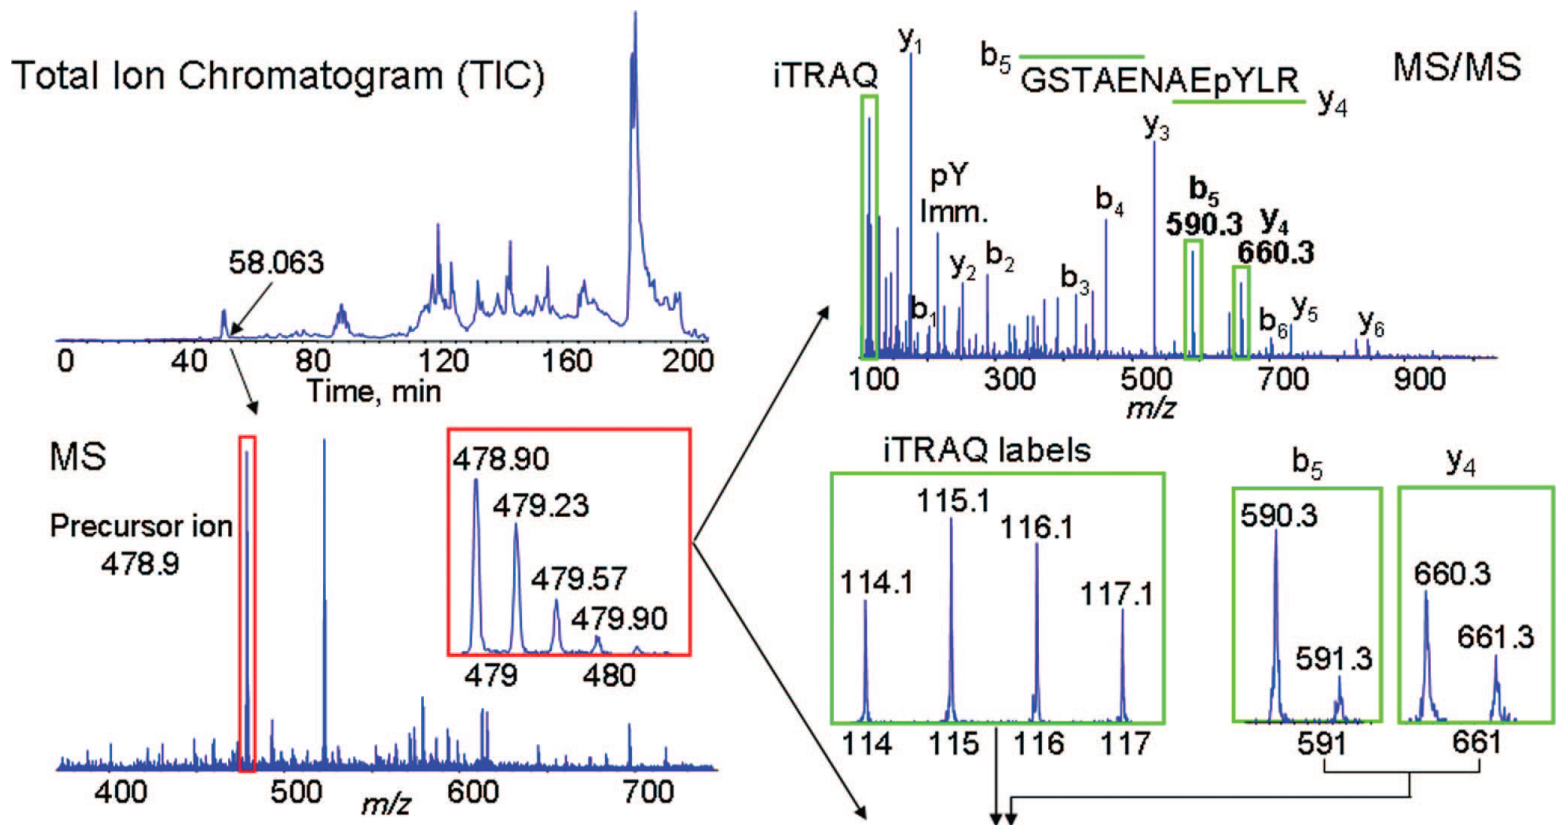 Total Ion Chromatogram (TIC)
58.063
0 40 80 120 160 200
Time, min
iTRAQ
y1
b5 GSTAENAEpYLR y4
MS/MS
pY
Imm.
b1
y2
b2
b3
b4
y3
b5
590.3
y4
660.3
b6
y5
y6
100 300 500 700 900
m/z
MS
Precursor ion
478.9
478.90
479.23
479.57
479.90
479 480
400 500 600 700
m/z
iTRAQ labels
114.1
115.1
116.1
117.1
114 115 116 117
b5
590.3
591.3
591
y4
660.3
661.3
661